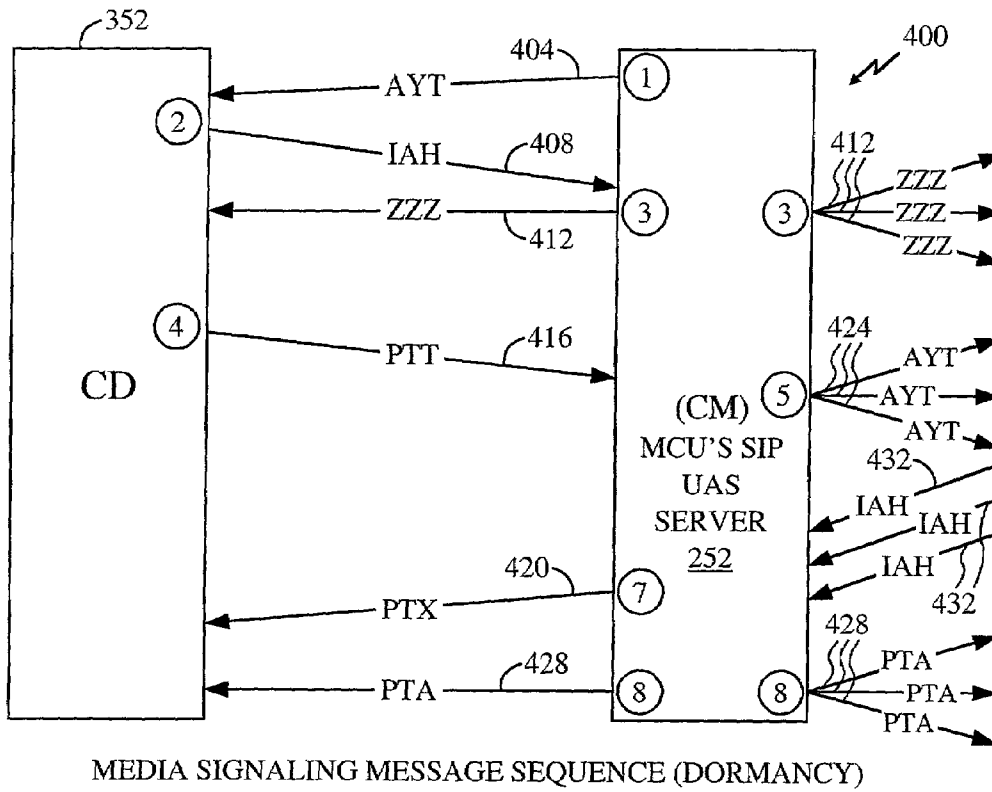 352
404
400
1
AYT
2
IAH
408
412
ZZZ
ZZZ
ZZZ
ZZZ
3
3
412
4
PTT
416
424
AYT
AYT
AYT
5
CD
(CM)
MCU'S SIP
UAS
SERVER
252
432
IAH
IAH
IAH
432
420
7
PTX
428
428
PTA
PTA
PTA
PTA
8
8
MEDIA SIGNALING MESSAGE SEQUENCE (DORMANCY)